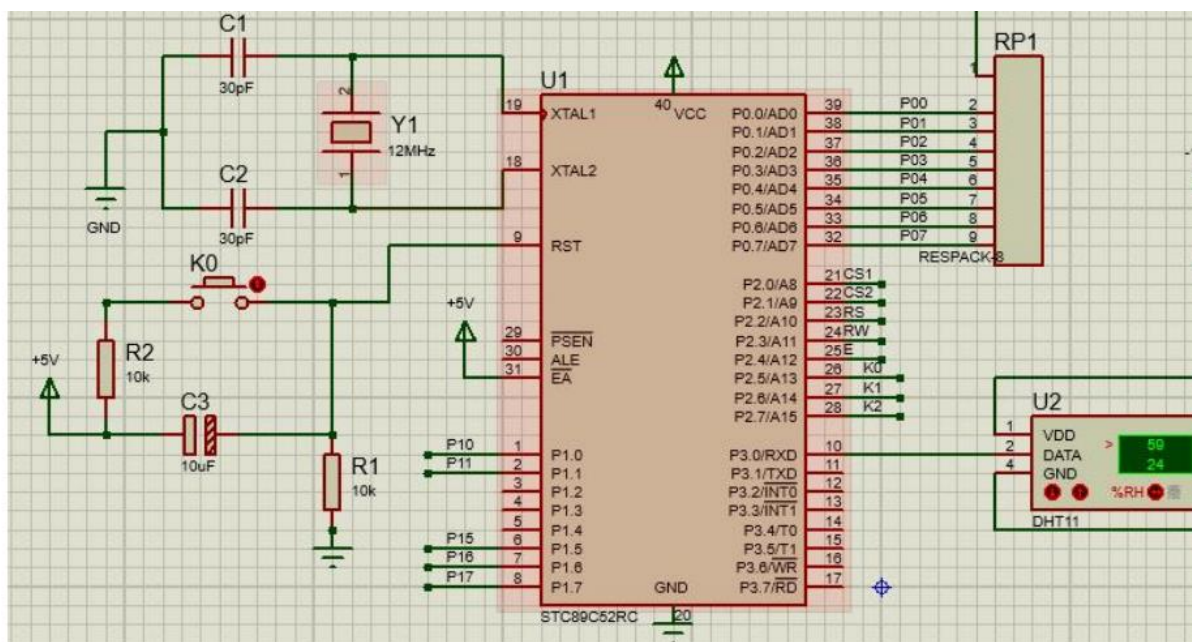 C1
30pF
2
Y1
12MHz
1
C2
30pF
GND
K0
+5V
R2
10k
C3
10uF
R1
10k
+5V
U1
19 XTAL1
18 XTAL2
9 RST
29 PSEN
30 ALE
31 EA
P10 1 P1.0
P11 2 P1.1
3 P1.2
4 P1.3
5 P1.4
P15 6 P1.5
P16 7 P1.6
P17 8 P1.7
40 VCC
GND
20
STC89C52RC
P0.0/AD0 39 P00 2
P0.1/AD1 38 P01 3
P0.2/AD2 37 P02 4
P0.3/AD3 36 P03 5
P0.4/AD4 35 P04 6
P0.5/AD5 34 P05 7
P0.6/AD6 33 P06 8
P0.7/AD7 32 P07 9
P2.0/A8 21 CS1
P2.1/A9 22 CS2
P2.2/A10 23 RS
P2.3/A11 24 RW
P2.4/A12 25 E
P2.5/A13 26 K0
P2.6/A14 27 K1
P2.7/A15 28 K2
P3.0/RXD 10
P3.1/TXD 11
P3.2/INT0 12
P3.3/INT1 13
P3.4/T0 14
P3.5/T1 15
P3.6/WR 16
P3.7/RD 17
RP1
1
RESPACK-8
U2
1 VDD
2 DATA
4 GND
>
59
24
%RH
DHT11